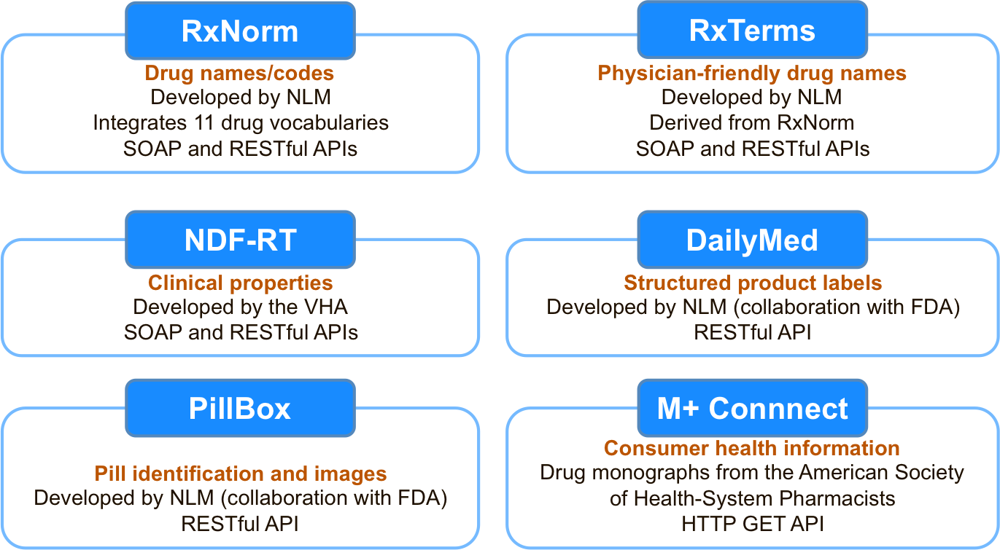 RxNorm
Drug names/codes
Developed by NLM
Integrates 11 drug vocabularies
SOAP and RESTful APIs
RxTerms
Physician-friendly drug names
Developed by NLM
Derived from RxNorm
SOAP and RESTful APIs
NDF-RT
Clinical properties
Developed by the VHA
SOAP and RESTful APIs
DailyMed
Structured product labels
Developed by NLM (collaboration with FDA)
RESTful API
PillBox
Pill identification and images
Developed by NLM (collaboration with FDA)
RESTful API
M+ Connnect
Consumer health information
Drug monographs from the American Society
of Health-System Pharmacists
HTTP GET API